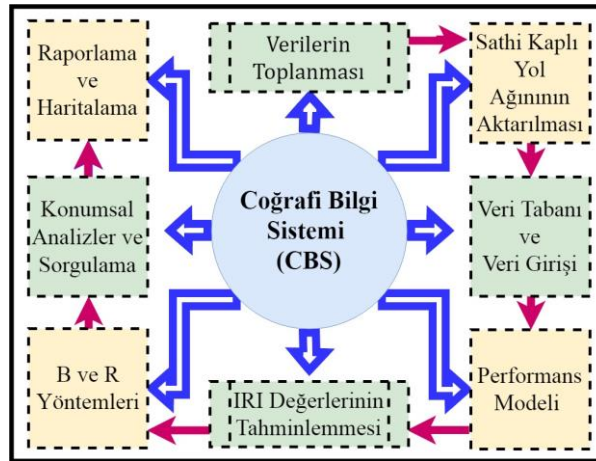 Raporlama
ve
Haritalama
Verilerin
Toplanması
Sathi Kaplı
Yol
Ağınının
Aktarılması
Konumsal
Analizler ve
Sorgulama
Coğrafi Bilgi
Sistemi
(CBS)
Veri Tabanı
ve
Veri Girişi
B ve R
Yöntemleri
IRI Değerlerinin
Tahminlemmesi
Performans
Modeli